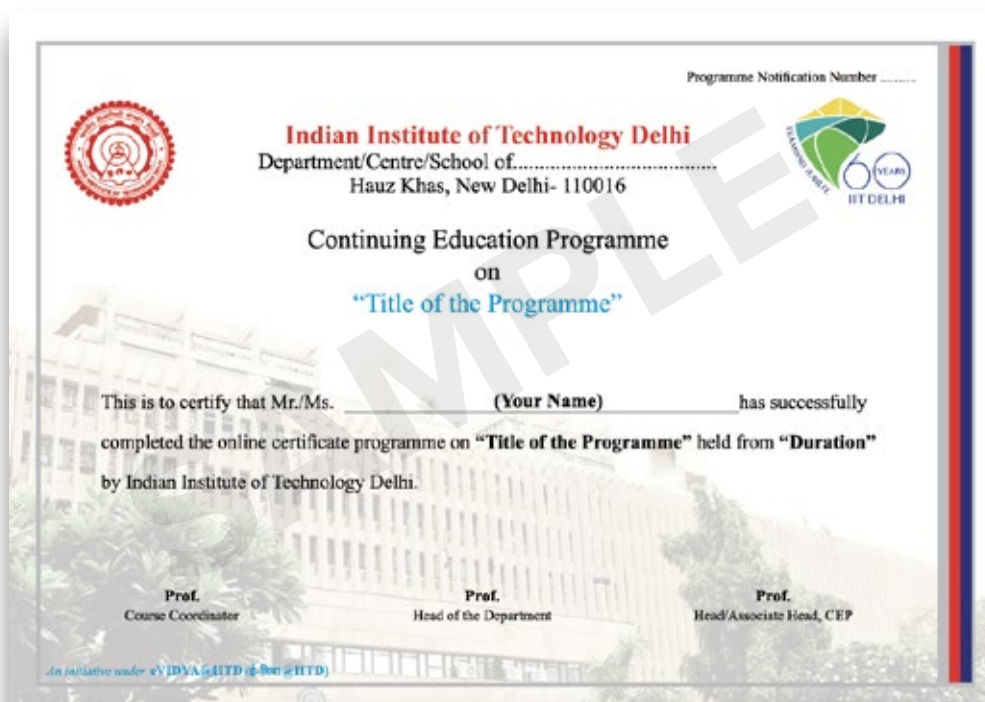 Programme Notification Number ........
Indian Institute of Technology Delhi
Department/Centre/School of.......................................
Hauz Khas, New Delhi- 110016
DIAMOND JUBILEE
60 YEARS
IIT DELHI
Continuing Education Programme
on
“Title of the Programme”
SAMPLE
This is to certify that Mr./Ms. (Your Name) has successfully
completed the online certificate programme on “Title of the Programme” held from “Duration”
by Indian Institute of Technology Delhi.
Prof. Prof. Prof.
Course Coordinator Head of the Department Head/Associate Head, CEP
An initiative under eVIDYA@IITD (ई-विद्या @IITD)